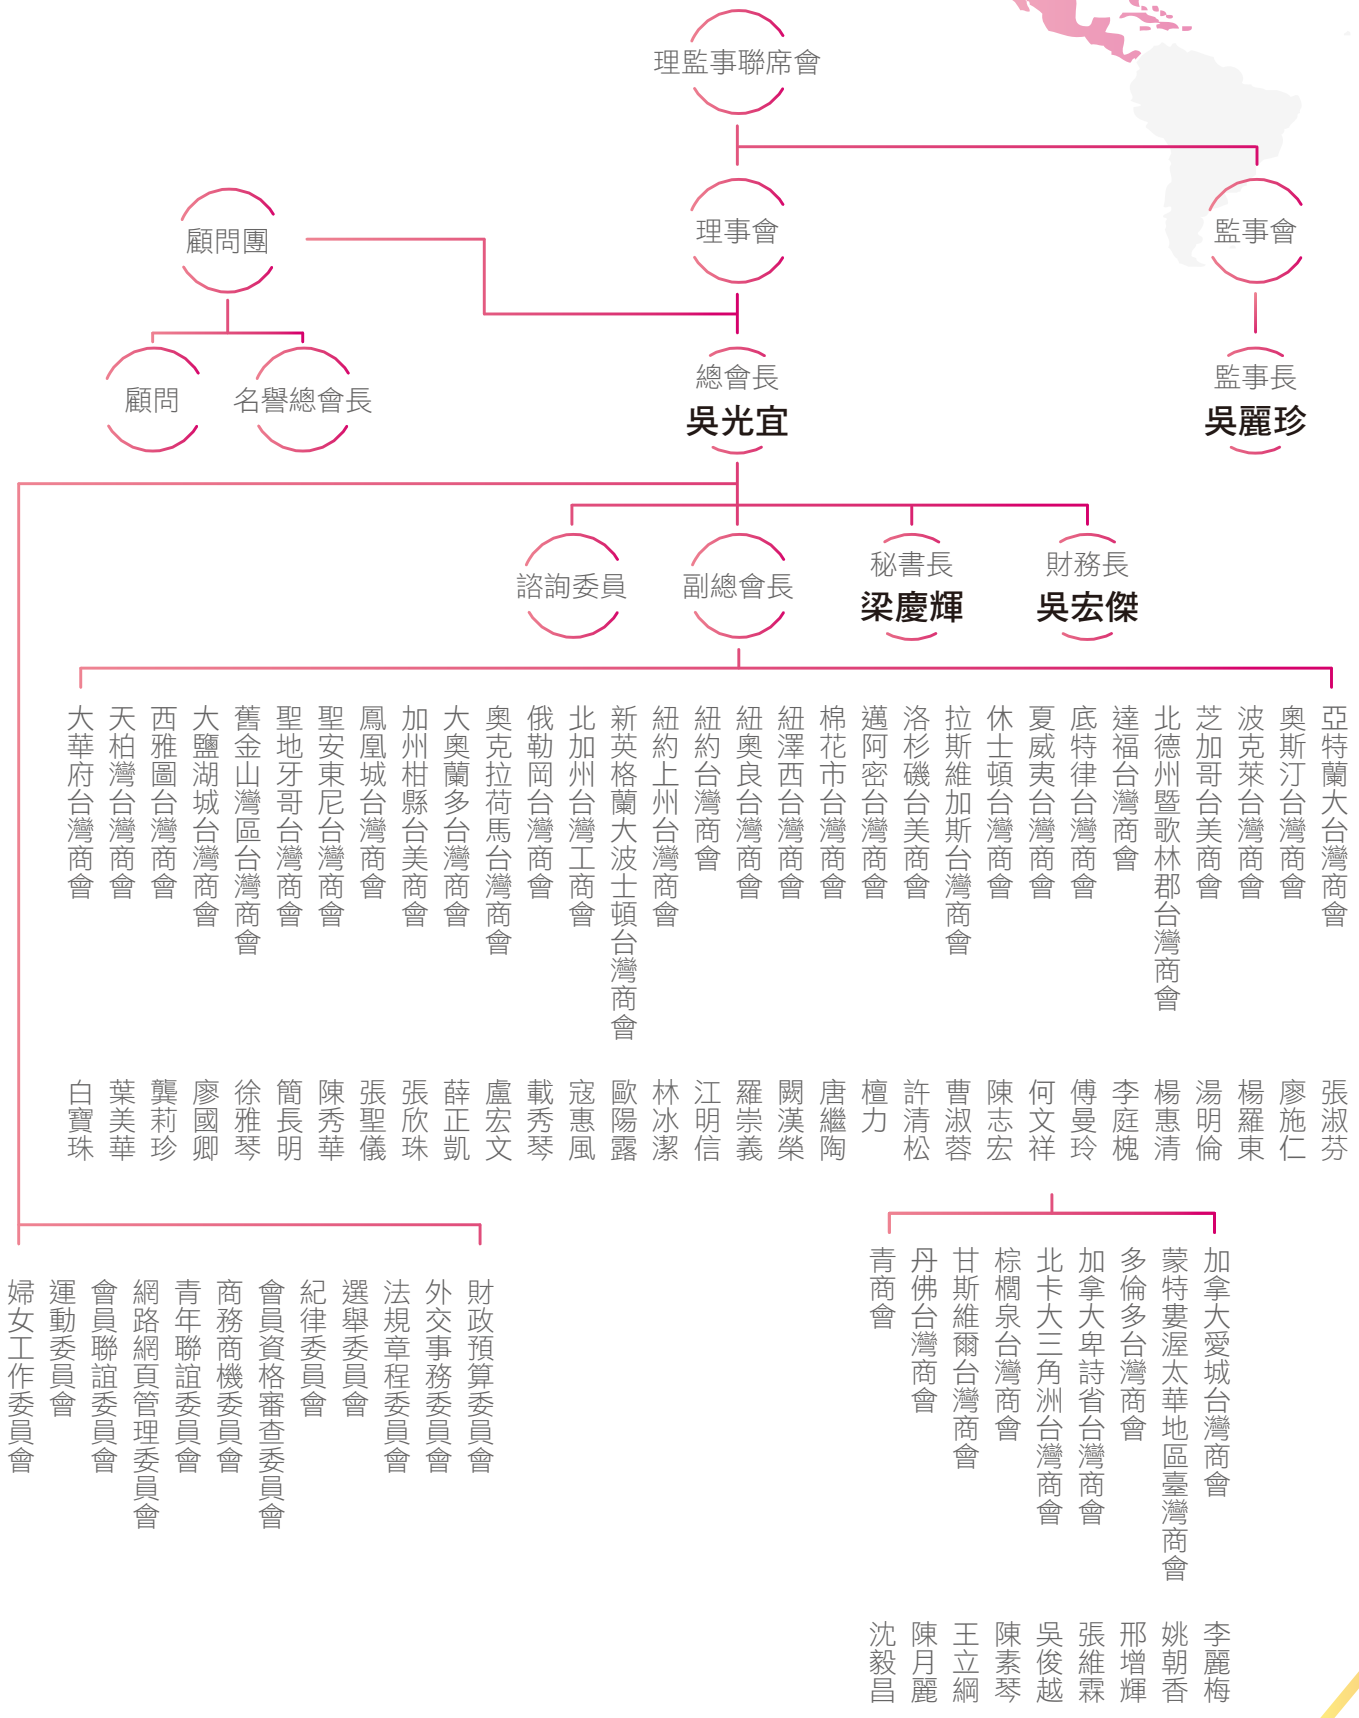 理監事聯席會
理事會
監事會
顧問團
顧問
名譽總會長
總會長
吳光宜
監事長
吳麗珍
諮詢委員
副總會長
秘書長
梁慶輝
財務長
吳宏傑
亞特蘭大台灣商會
張淑芬
奧斯汀台灣商會
廖施仁
波克萊台灣商會
楊羅東
芝加哥台美商會
湯明倫
北德州暨歌林郡台灣商會
楊惠清
達福台灣商會
李庭槐
底特律台灣商會
傅曼玲
夏威夷台灣商會
何文祥
休士頓台灣商會
陳志宏
拉斯維加斯台灣商會
曹淑蓉
洛杉磯台美商會
許清松
邁阿密台灣商會
檀力
棉花市台灣商會
唐繼陶
紐澤西台灣商會
闕漢榮
紐奧良台灣商會
羅崇義
紐約台灣商會
江明信
紐約上州台灣商會
林冰潔
新英格蘭大波士頓台灣商會
歐陽露
北加州台灣工商會
寇惠風
俄勒岡台灣商會
載秀琴
奧克拉荷馬台灣商會
盧宏文
大奧蘭多台灣商會
薛正凱
加州柑縣台美商會
張欣珠
鳳凰城台灣商會
張聖儀
聖安東尼台灣商會
陳秀華
聖地牙哥台灣商會
簡長明
舊金山灣區台灣商會
徐雅琴
大鹽湖城台灣商會
廖國卿
西雅圖台灣商會
龔莉珍
天柏灣台灣商會
葉美華
大華府台灣商會
白寶珠
加拿大愛城台灣商會
李麗梅
蒙特婁渥太華地區臺灣商會
姚朝香
多倫多台灣商會
邢增輝
加拿大卑詩省台灣商會
張維霖
北卡大三角洲台灣商會
吳俊越
棕櫚泉台灣商會
陳素琴
甘斯維爾台灣商會
王立綱
丹佛台灣商會
陳月麗
青商會
沈毅昌
財政預算委員會
外交事務委員會
法規章程委員會
選舉委員會
紀律委員會
會員資格審查委員會
商務商機委員會
青年聯誼委員會
網路網頁管理委員會
會員聯誼委員會
運動委員會
婦女工作委員會